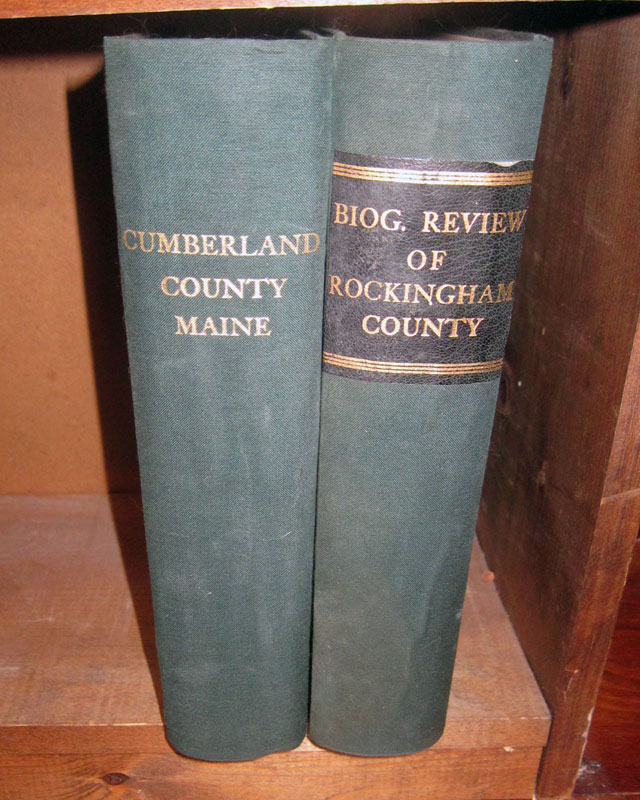 CUMBERLAND
COUNTY
MAINE
BIOG. REVIEW
OF
ROCKINGHAM
COUNTY